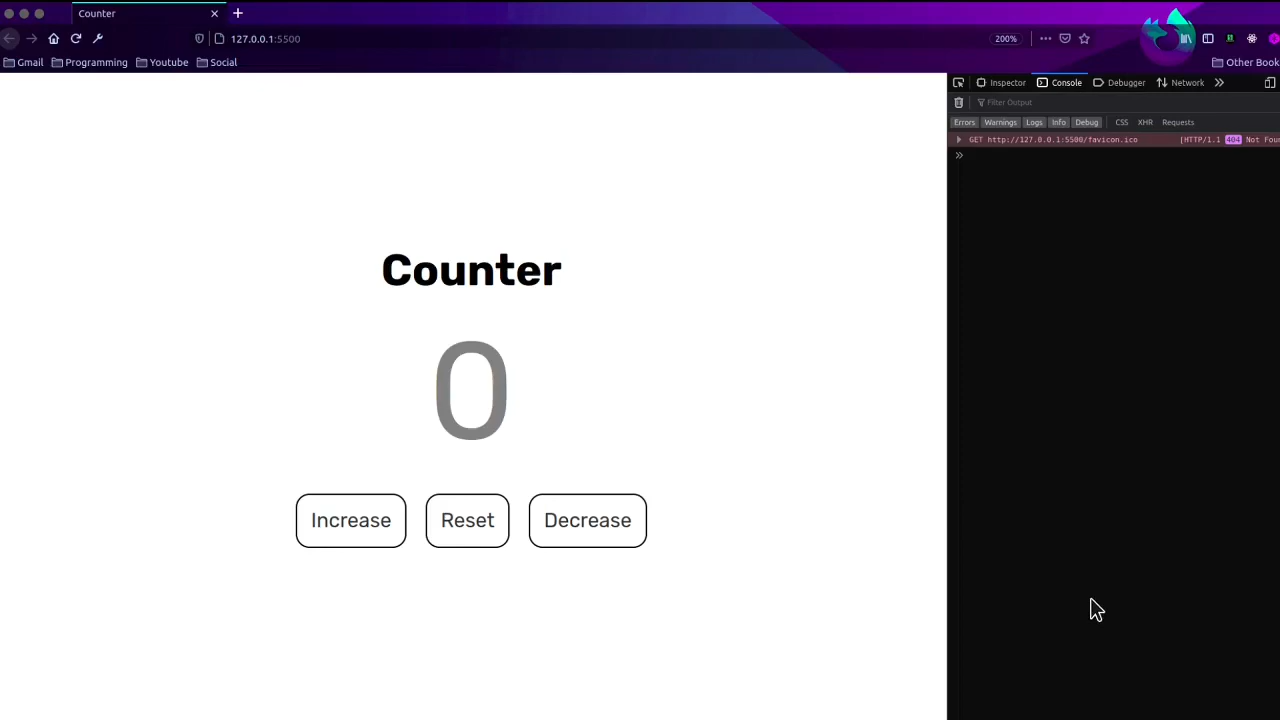 Counter
127.0.0.1:5500
200%
Gmail Programming Youtube Social Other Book
Inspector Console Debugger Network
Filter Output
Errors Warnings Logs Info Debug CSS XHR Requests
GET http://127.0.0.1:5500/favicon.ico [HTTP/1.1 404 Not Foun
Counter
0
Increase Reset Decrease